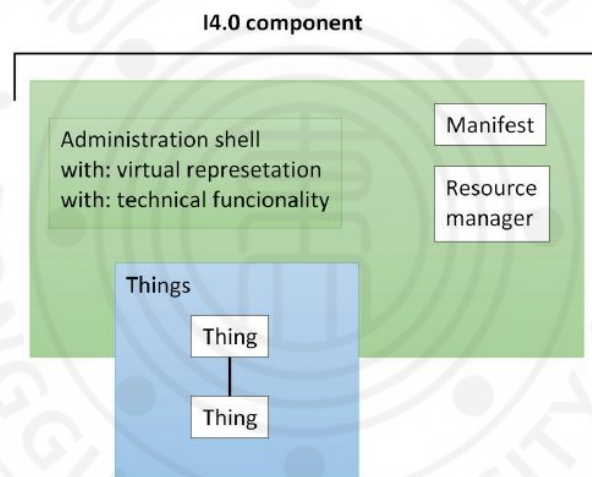 I4.0 component
Administration shell
with: virtual represetation
with: technical funcionality
Manifest
Resource
manager
Things
Thing
Thing